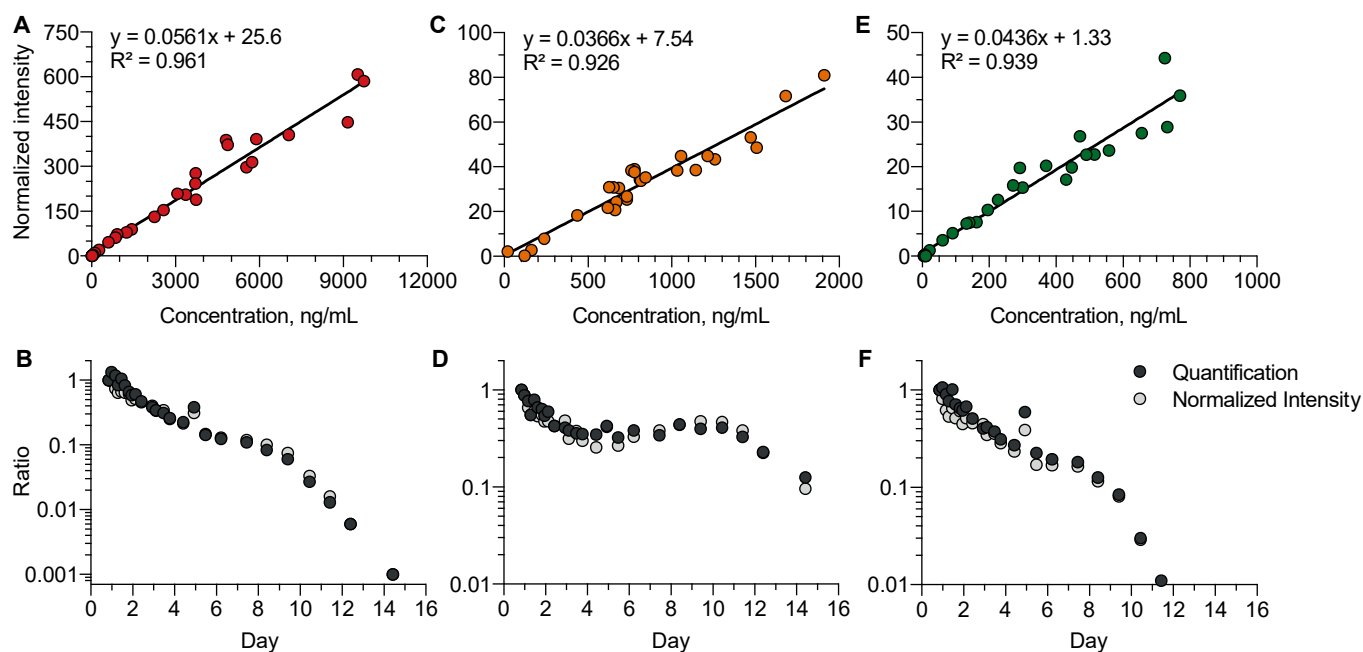 A
y = 0.0561x + 25.6
R² = 0.961
Normalized intensity
750
600
450
300
150
0
0 3000 6000 9000 12000
Concentration, ng/mL
C
y = 0.0366x + 7.54
R² = 0.926
100
80
60
40
20
0
0 500 1000 1500 2000
Concentration, ng/mL
E
y = 0.0436x + 1.33
R² = 0.939
50
40
30
20
10
0
0 200 400 600 800 1000
Concentration, ng/mL
B
Ratio
1
0.1
0.01
0.001
0 2 4 6 8 10 12 14 16
Day
D
1
0.1
0.01
0 2 4 6 8 10 12 14 16
Day
F
1
0.1
0.01
0 2 4 6 8 10 12 14 16
Day
Quantification
Normalized Intensity